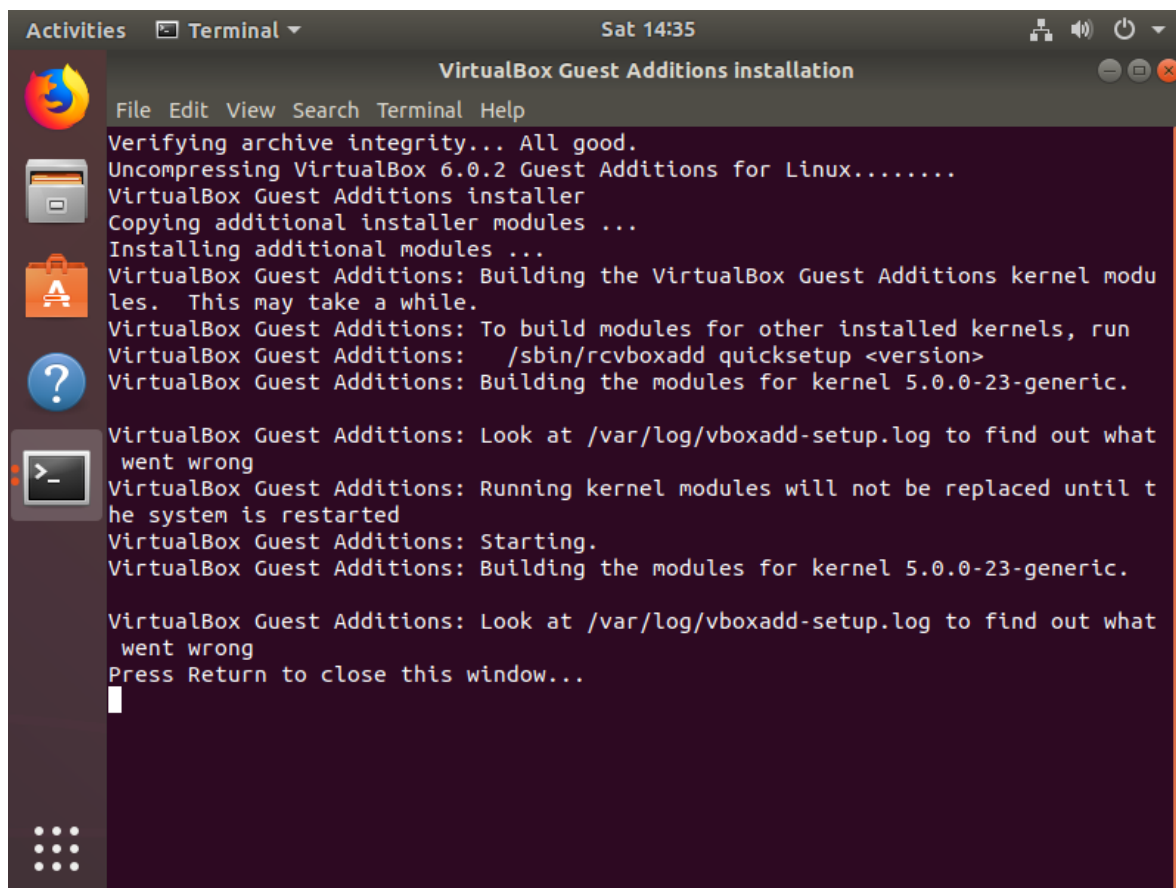 Activities Terminal Sat 14:35
VirtualBox Guest Additions installation
File Edit View Search Terminal Help
Verifying archive integrity... All good.
Uncompressing VirtualBox 6.0.2 Guest Additions for Linux........
VirtualBox Guest Additions installer
Copying additional installer modules ...
Installing additional modules ...
VirtualBox Guest Additions: Building the VirtualBox Guest Additions kernel modu
les.  This may take a while.
VirtualBox Guest Additions: To build modules for other installed kernels, run
VirtualBox Guest Additions:   /sbin/rcvboxadd quicksetup <version>
VirtualBox Guest Additions: Building the modules for kernel 5.0.0-23-generic.
VirtualBox Guest Additions: Look at /var/log/vboxadd-setup.log to find out what
 went wrong
VirtualBox Guest Additions: Running kernel modules will not be replaced until t
he system is restarted
VirtualBox Guest Additions: Starting.
VirtualBox Guest Additions: Building the modules for kernel 5.0.0-23-generic.
VirtualBox Guest Additions: Look at /var/log/vboxadd-setup.log to find out what
 went wrong
Press Return to close this window...